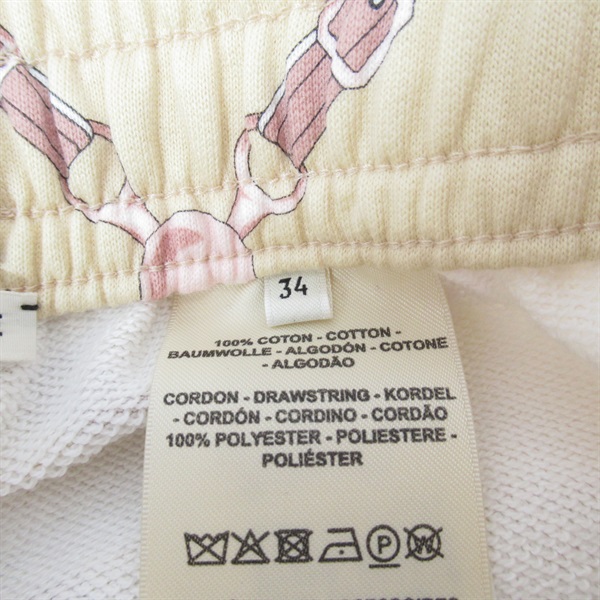 34
E
100% COTON - COTTON -
BAUMWOLLE - ALGODÓN - COTONE
- ALGODÃO
CORDON - DRAWSTRING - KORDEL
- CORDÓN - CORDINO - CORDÃO
100% POLYESTER - POLIESTERE -
POLIÉSTER
P W